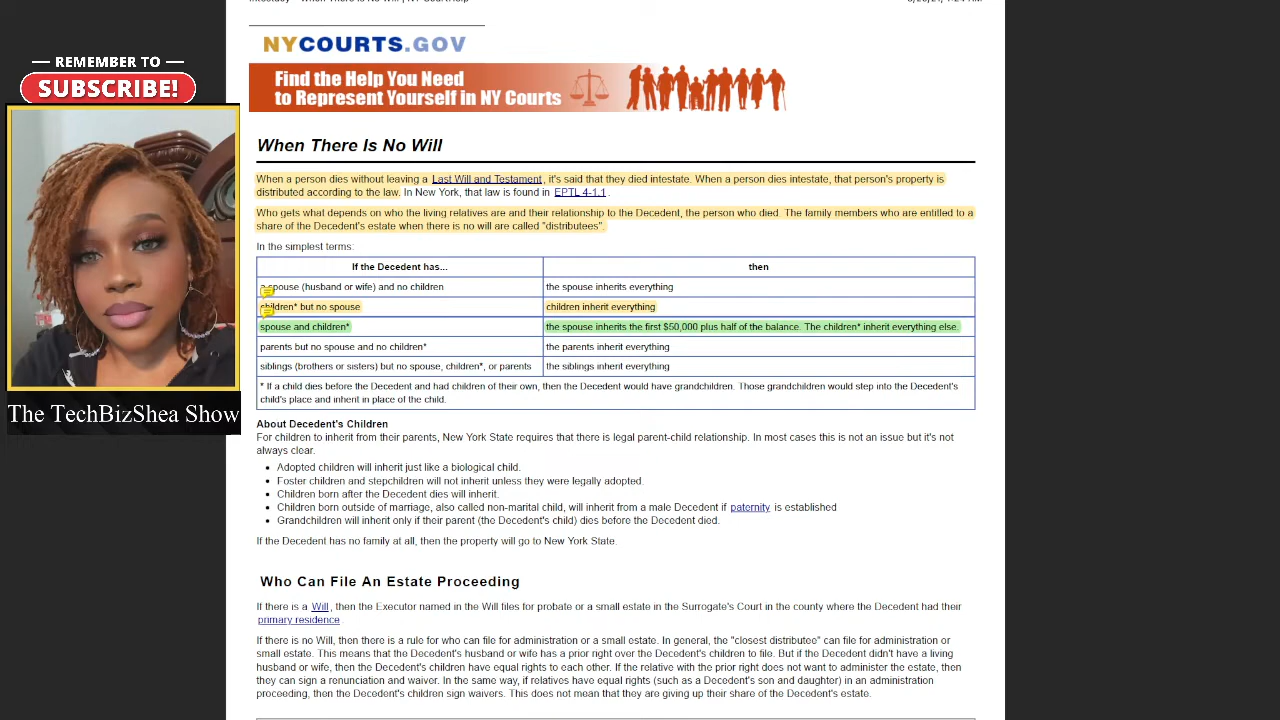 Intestacy - When There Is No Will | NY CourtHelp
NYCOURTS.GOV
— REMEMBER TO —
SUBSCRIBE!
Find the Help You Need
to Represent Yourself in NY Courts
When There Is No Will
When a person dies without leaving a Last Will and Testament, it's said that they died intestate. When a person dies intestate, that person's property is
distributed according to the law. In New York, that law is found in EPTL 4-1.1.
Who gets what depends on who the living relatives are and their relationship to the Decedent, the person who died. The family members who are entitled to a
share of the Decedent's estate when there is no will are called "distributees".
In the simplest terms:
If the Decedent has... then
a spouse (husband or wife) and no children the spouse inherits everything
children* but no spouse children inherit everything
spouse and children* the spouse inherits the first $50,000 plus half of the balance. The children* inherit everything else.
parents but no spouse and no children* the parents inherit everything
siblings (brothers or sisters) but no spouse, children*, or parents the siblings inherit everything
* If a child dies before the Decedent and had children of their own, then the Decedent would have grandchildren. Those grandchildren would step into the Decedent's
child's place and inherit in place of the child.
The TechBizShea Show
About Decedent's Children
For children to inherit from their parents, New York State requires that there is legal parent-child relationship. In most cases this is not an issue but it's not
always clear.
• Adopted children will inherit just like a biological child.
• Foster children and stepchildren will not inherit unless they were legally adopted.
• Children born after the Decedent dies will inherit.
• Children born outside of marriage, also called non-marital child, will inherit from a male Decedent if paternity is established
• Grandchildren will inherit only if their parent (the Decedent's child) dies before the Decedent died.
If the Decedent has no family at all, then the property will go to New York State.
Who Can File An Estate Proceeding
If there is a Will, then the Executor named in the Will files for probate or a small estate in the Surrogate's Court in the county where the Decedent had their
primary residence
If there is no Will, then there is a rule for who can file for administration or a small estate. In general, the "closest distributee" can file for administration or
small estate. This means that the Decedent's husband or wife has a prior right over the Decedent's children to file. But if the Decedent didn't have a living
husband or wife, then the Decedent's children have equal rights to each other. If the relative with the prior right does not want to administer the estate, then
they can sign a renunciation and waiver. In the same way, if relatives have equal rights (such as a Decedent's son and daughter) in an administration
proceeding, then the Decedent's children sign waivers. This does not mean that they are giving up their share of the Decedent's estate.